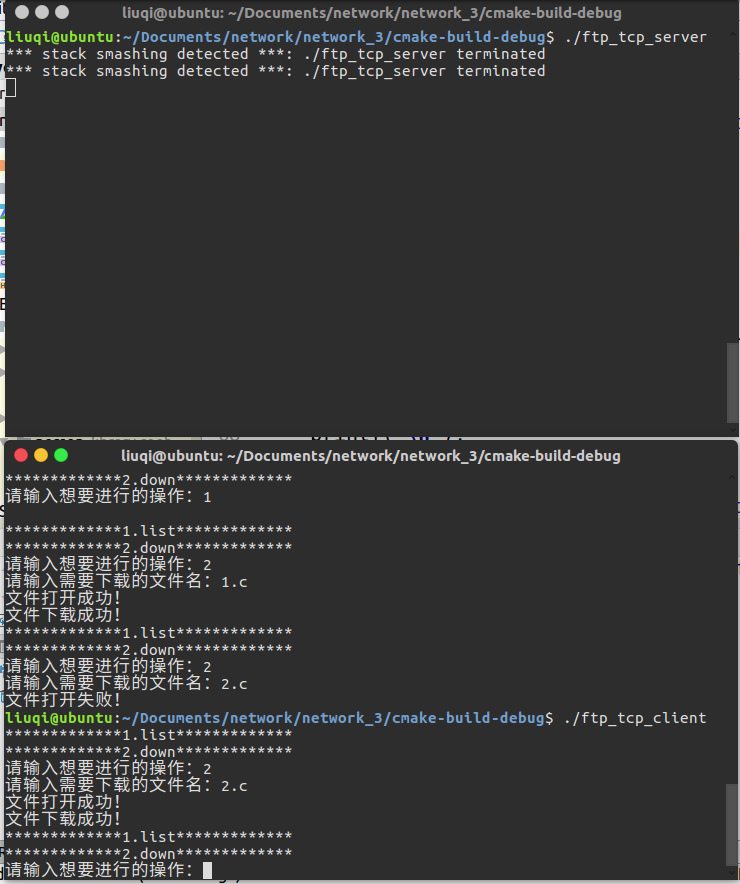 liuqi@ubuntu: ~/Documents/network/network_3/cmake-build-debug
liuqi@ubuntu:~/Documents/network/network_3/cmake-build-debug$ ./ftp_tcp_server
*** stack smashing detected ***: ./ftp_tcp_server terminated
*** stack smashing detected ***: ./ftp_tcp_server terminated
liuqi@ubuntu: ~/Documents/network/network_3/cmake-build-debug
*************2.down*************
请输入想要进行的操作: 1
*************1.list*************
*************2.down*************
请输入想要进行的操作: 2
请输入需要下载的文件名: 1.c
文件打开成功!
文件下载成功!
*************1.list*************
*************2.down*************
请输入想要进行的操作: 2
请输入需要下载的文件名: 2.c
文件打开失败!
liuqi@ubuntu:~/Documents/network/network_3/cmake-build-debug$ ./ftp_tcp_client
*************1.list*************
*************2.down*************
请输入想要进行的操作: 2
请输入需要下载的文件名: 2.c
文件打开成功!
文件下载成功!
*************1.list*************
*************2.down*************
请输入想要进行的操作: